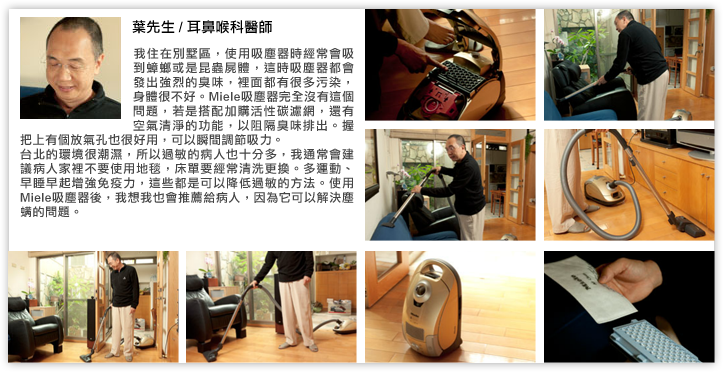 葉先生 / 耳鼻喉科醫師
我住在別墅區，使用吸塵器時經常會吸
到蟑螂或是昆蟲屍體，這時吸塵器都會
發出強烈的臭味，裡面都有很多污染，
身體很不好。Miele吸塵器完全沒有這個
問題，若是搭配加購活性碳濾網，還有
空氣清淨的功能，以阻隔臭味排出。握
把上有個放氣孔也很好用，可以瞬間調節吸力。
台北的環境很潮濕，所以過敏的病人也十分多，我通常會建
議病人家裡不要使用地毯，床單要經常清洗更換。多運動、
早睡早起增強免疫力，這些都是可以降低過敏的方法。使用
Miele吸塵器後，我想我也會推薦給病人，因為它可以解決塵
蟎的問題。